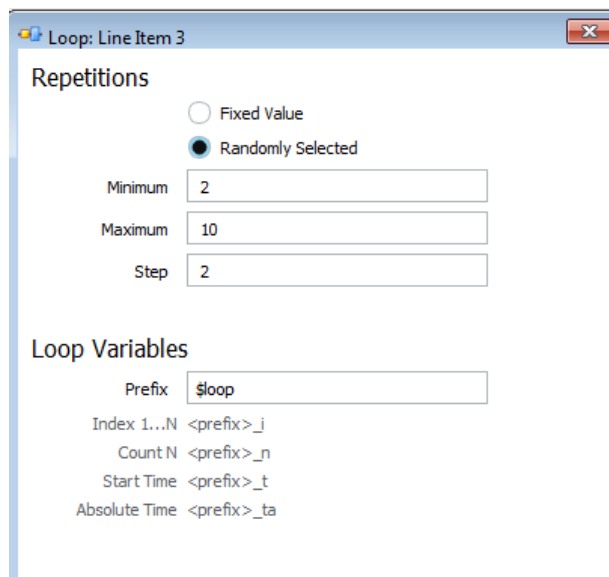 Loop: Line Item 3
Repetitions
Fixed Value
Randomly Selected
Minimum 2
Maximum 10
Step 2
Loop Variables
Prefix $loop
Index 1...N <prefix>_i
Count N <prefix>_n
Start Time <prefix>_t
Absolute Time <prefix>_ta